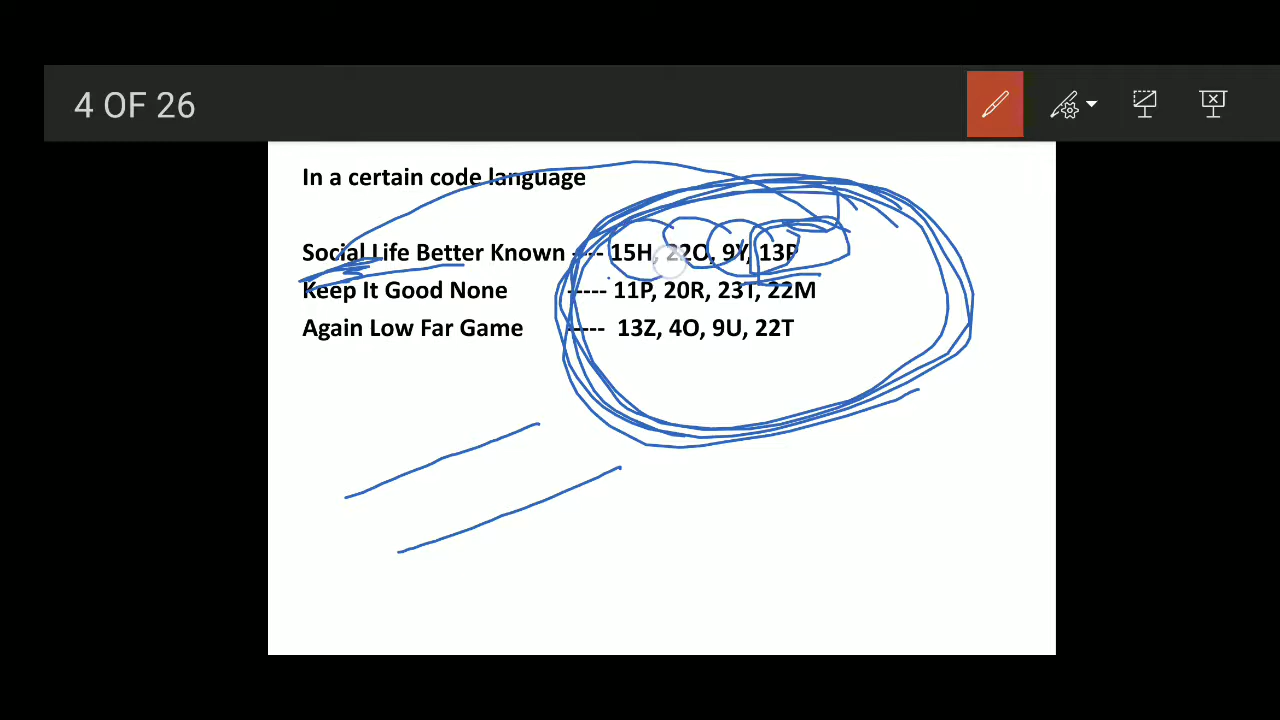 4 OF 26
In a certain code language
Social Life Better Known ---- 15H, 22O, 9Y, 13P
Keep It Good None ----- 11P, 20R, 23T, 22M
Again Low Far Game ----- 13Z, 4O, 9U, 22T